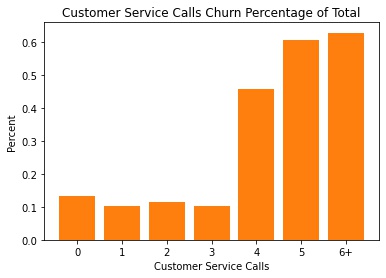 Customer Service Calls Churn Percentage of Total
Percent
0.6
0.5
0.4
0.3
0.2
0.1
0.0
0 1 2 3 4 5 6+
Customer Service Calls